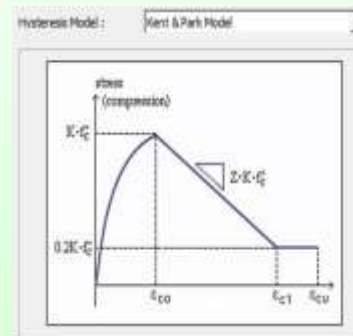 Hysteresis Model : Kent & Park Model
stress
(compression)
K·f'c
Z·K·f'c
0.2K·f'c
εco εc1 εcu